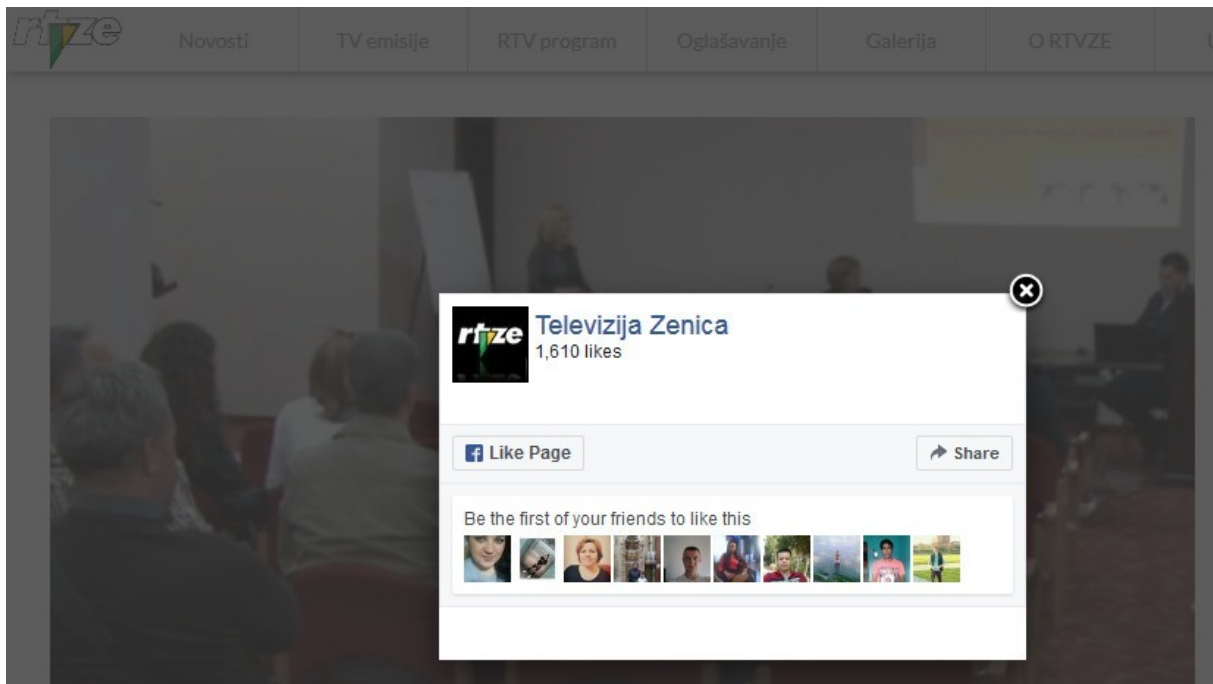 rtvze
Novosti
TV emisije
RTV program
Oglašavanje
Galerija
O RTVZE
rtvze
Televizija Zenica
1,610 likes
Like Page
Share
Be the first of your friends to like this